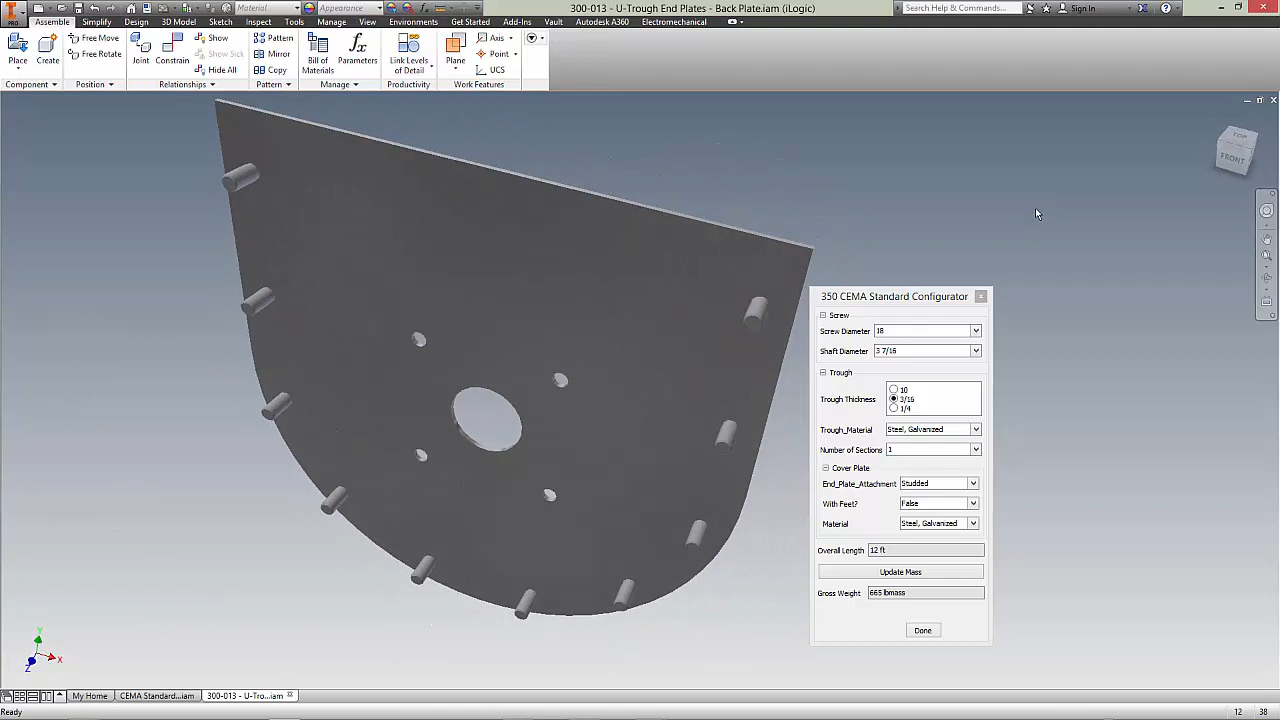 300-013 - U-Trough End Plates - Back Plate.iam (iLogic)
Material
Appearance
Search Help & Commands...
Sign In
PRO
Assemble
Simplify
Design
3D Model
Sketch
Inspect
Tools
Manage
View
Environments
Get Started
Add-Ins
Vault
Autodesk A360
Electromechanical
Place
Create
Free Move
Free Rotate
Joint
Constrain
Show
Show Sick
Hide All
Pattern
Mirror
Copy
Bill of
Materials
fx
Parameters
Link Levels
of Detail
Plane
Axis
Point
UCS
Component
Position
Relationships
Pattern
Manage
Productivity
Work Features
TOP
FRONT
350 CEMA Standard Configurator
Screw
Screw Diameter 18
Shaft Diameter 3 7/16
Trough
Trough Thickness
10
3/16
1/4
Trough_Material Steel, Galvanized
Number of Sections 1
Cover Plate
End_Plate_Attachment Studded
With Feet? False
Material Steel, Galvanized
Overall Length 12 ft
Update Mass
Gross Weight 665 lbmass
Done
Y
X
Z
My Home
CEMA Standard...iam
300-013 - U-Tro...iam
Ready
12 38